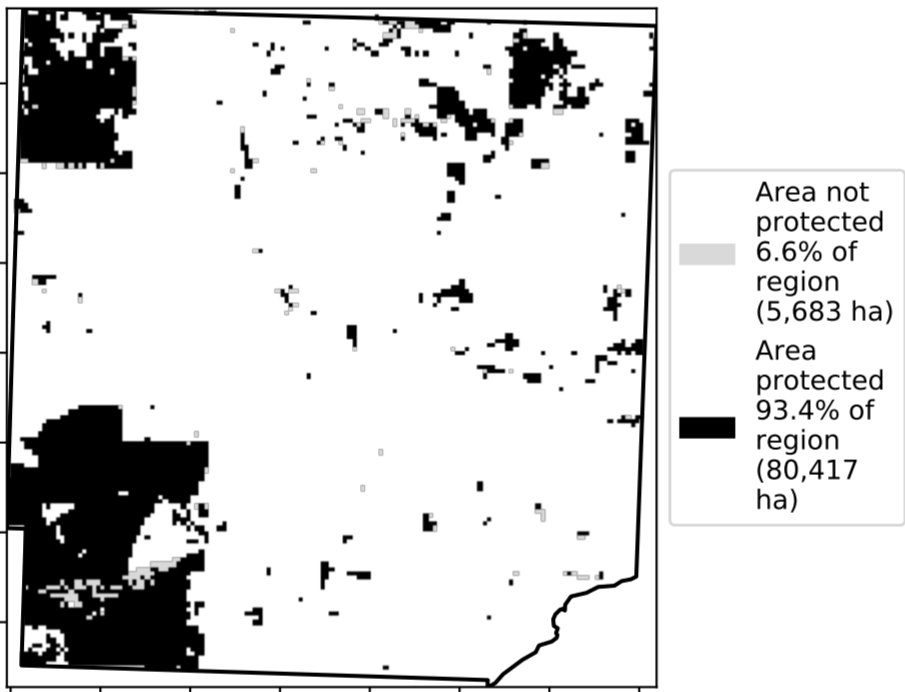 Area not
protected
6.6% of
region
(5,683 ha)
Area
protected
93.4% of
region
(80,417
ha)